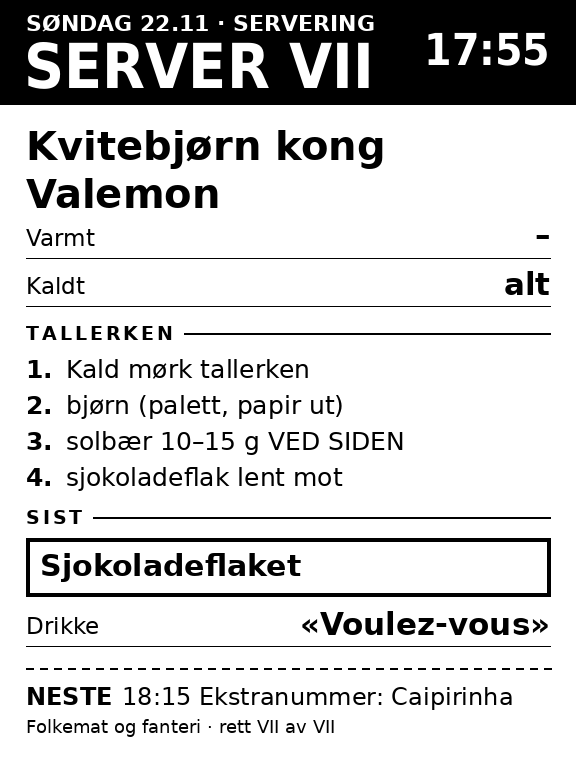 SØNDAG 22.11 · SERVERING
SERVER VII
17:55
Kvitebjørn kong
Valemon
Varmt –
Kaldt alt
TALLERKEN
1. Kald mørk tallerken
2. bjørn (palett, papir ut)
3. solbær 10–15 g VED SIDEN
4. sjokoladeflak lent mot
SIST
Sjokoladeflaket
Drikke «Voulez-vous»
NESTE 18:15 Ekstranummer: Caipirinha
Folkemat og fanteri · rett VII av VII